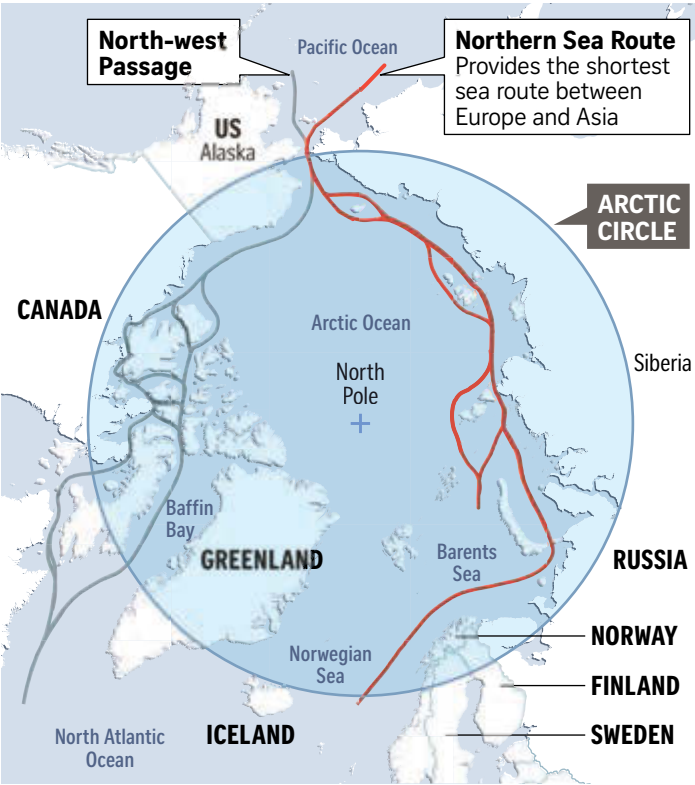 North-west
Passage
Pacific Ocean
Northern Sea Route
Provides the shortest
sea route between
Europe and Asia
US
Alaska
ARCTIC
CIRCLE
CANADA
Arctic Ocean
Siberia
North
Pole
Baffin
Bay
GREENLAND
Barents
Sea
RUSSIA
NORWAY
Norwegian
Sea
FINLAND
ICELAND
SWEDEN
North Atlantic
Ocean